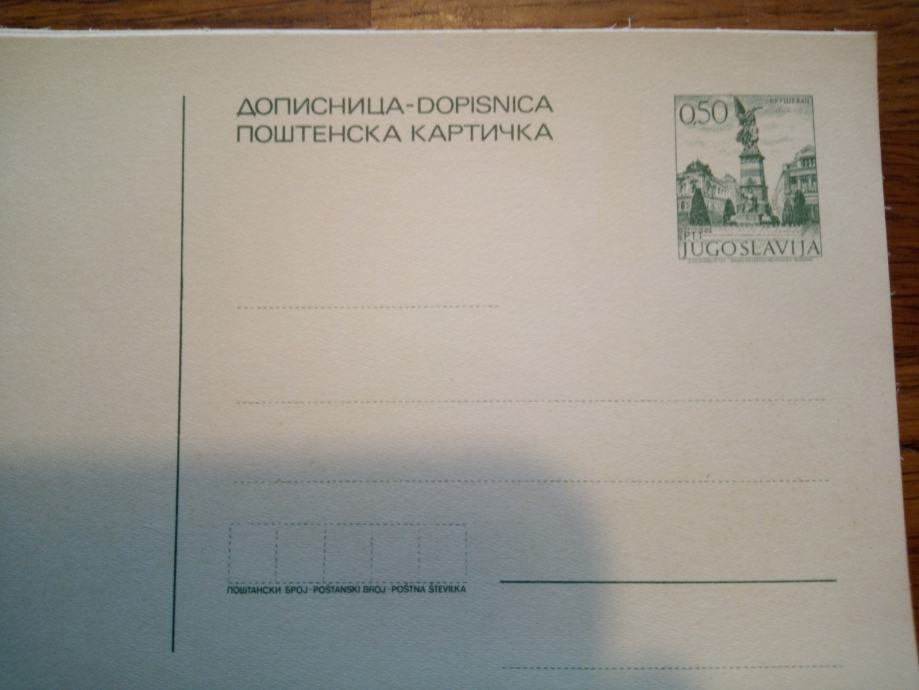 ДОПИСНИЦА-DOPISNICA
ПОШТЕНСКА КАРТИЧКА
0,50
КРУШЕВАЦ
PTT
JUGOSLAVIJA
ПОШТАНСКИ БРОЈ-POŠTANSKI BROJ-POŠTNA ŠTEVILKA